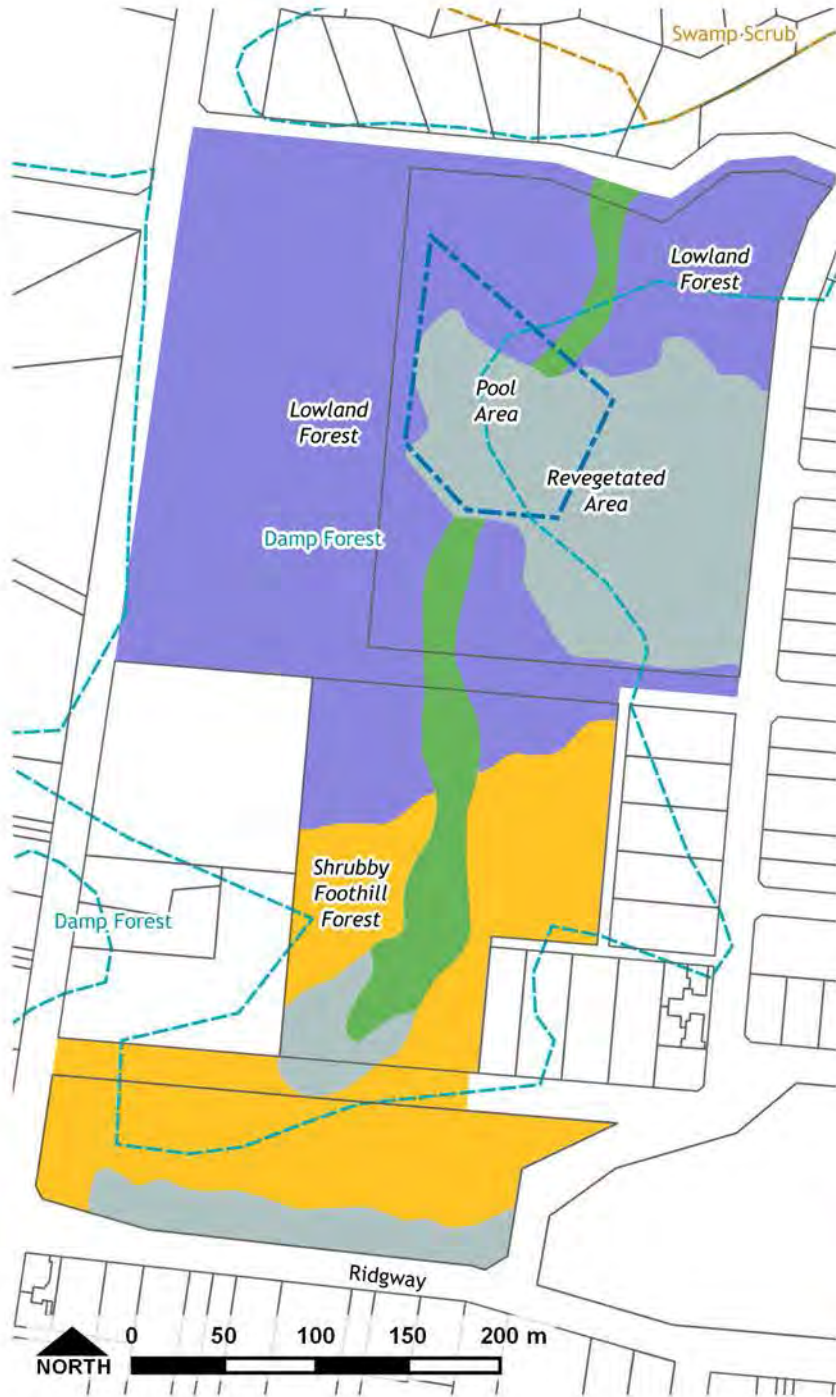 Swamp Scrub
Lowland
Forest
Pool
Area
Lowland
Forest
Revegetated
Area
Damp Forest
Shrubby
Foothill
Forest
Damp Forest
Ridgway
0 50 100 150 200 m
NORTH